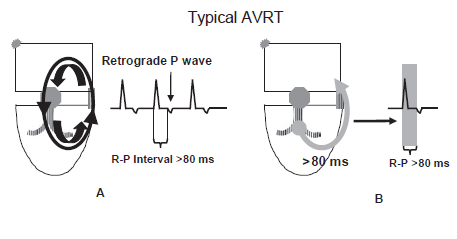 Typical AVRT
Retrograde P wave
R-P Interval >80 ms
A
>80 ms
R-P >80 ms
B